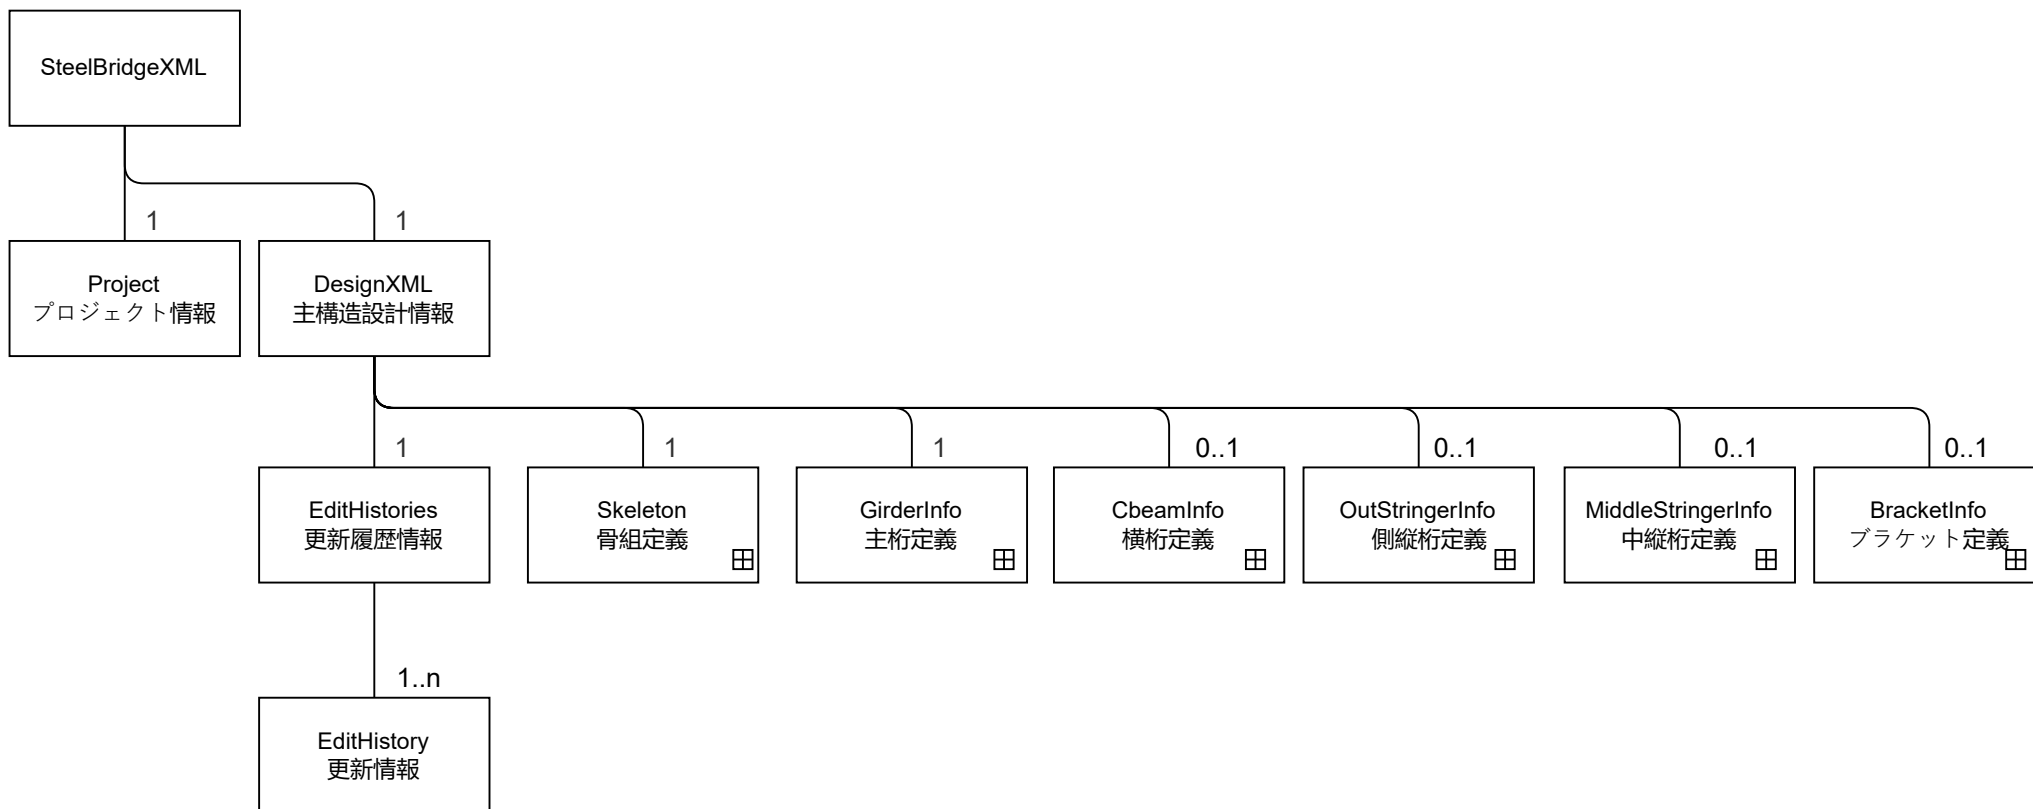 SteelBridgeXML
1
1
Project
プロジェクト情報
DesignXML
主構造設計情報
1
1
1
0..1
0..1
0..1
0..1
EditHistories
更新履歴情報
Skeleton
骨組定義
GirderInfo
主桁定義
CbeamInfo
横桁定義
OutStringerInfo
側縦桁定義
MiddleStringerInfo
中縦桁定義
BracketInfo
ブラケット定義
1..n
EditHistory
更新情報